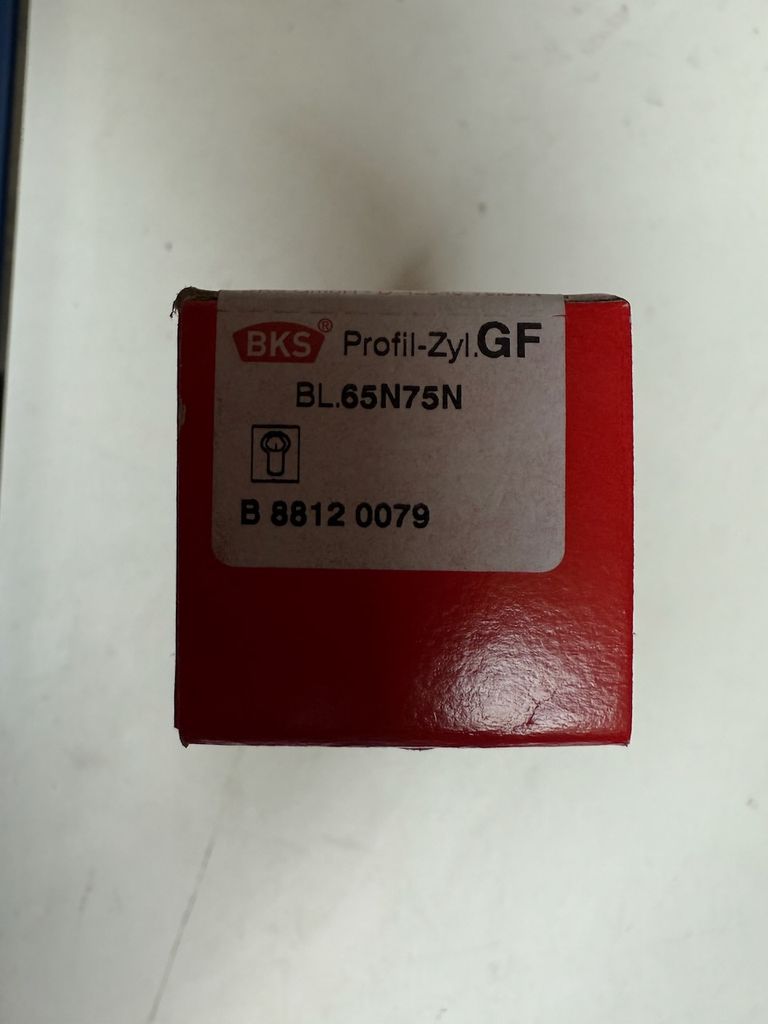 BKS® Profil-Zyl.GF
BL.65N75N
B 8812 0079